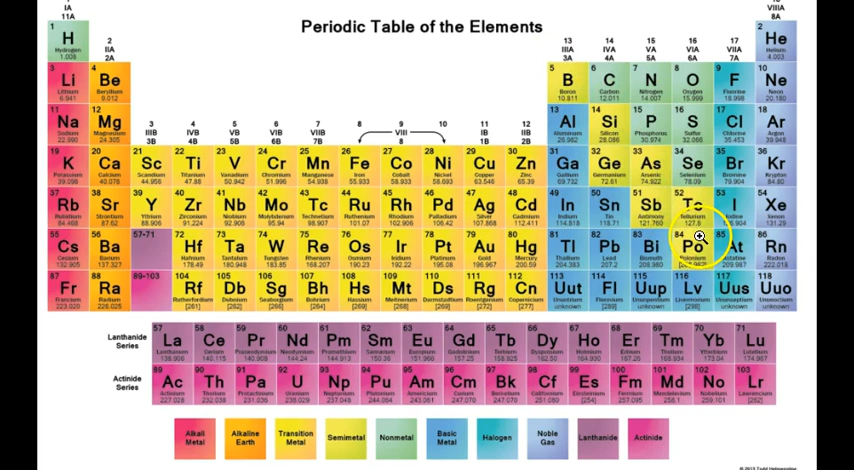 1 18
IA VIIIA
11A 8A
Periodic Table of the Elements
1 2
H He
Hydrogen Helium
1.008 4.003
2 13 14 15 16 17
IIA IIIA IVA VA VIA VIIA
2A 3A 4A 5A 6A 7A
3 4 5 6 7 8 9 10
Li Be B C N O F Ne
Lithium Beryllium Boron Carbon Nitrogen Oxygen Fluorine Neon
6.941 9.012 10.811 12.011 14.007 15.999 18.998 20.180
11 12 13 14 15 16 17 18
Na Mg Al Si P S Cl Ar
Sodium Magnesium Aluminum Silicon Phosphorus Sulfur Chlorine Argon
22.990 24.305 26.982 28.086 30.974 32.066 35.453 39.948
3 4 5 6 7 8 9 10 11 12
IIIB IVB VB VIB VIIB VIII IB IIB
3B 4B 5B 6B 7B 8 1B 2B
19 20 21 22 23 24 25 26 27 28 29 30 31 32 33 34 35 36
K Ca Sc Ti V Cr Mn Fe Co Ni Cu Zn Ga Ge As Se Br Kr
Potassium Calcium Scandium Titanium Vanadium Chromium Manganese Iron Cobalt Nickel Copper Zinc Gallium Germanium Arsenic Selenium Bromine Krypton
39.098 40.078 44.956 47.88 50.942 51.996 54.938 55.933 58.933 58.693 63.546 65.39 69.732 72.61 74.922 78.09 79.904 84.80
37 38 39 40 41 42 43 44 45 46 47 48 49 50 51 52 53 54
Rb Sr Y Zr Nb Mo Tc Ru Rh Pd Ag Cd In Sn Sb Te I Xe
Rubidium Strontium Yttrium Zirconium Niobium Molybdenum Technetium Ruthenium Rhodium Palladium Silver Cadmium Indium Tin Antimony Tellurium Iodine Xenon
84.468 87.62 88.906 91.224 92.906 95.94 98.907 101.07 102.906 106.42 107.868 112.411 114.818 118.71 121.760 127.6 131.29
55 56 57-71 72 73 74 75 76 77 78 79 80 81 82 83 84 85 86
Cs Ba Hf Ta W Re Os Ir Pt Au Hg Tl Pb Bi Po At Rn
Cesium Barium Hafnium Tantalum Tungsten Rhenium Osmium Iridium Platinum Gold Mercury Thallium Lead Bismuth Polonium Astatine Radon
132.905 137.327 178.49 180.948 183.85 186.207 190.23 192.22 195.08 196.967 200.59 204.383 207.2 208.980 209.987 222.018
87 88 89-103 104 105 106 107 108 109 110 111 112 113 114 115 116 117 118
Fr Ra Rf Db Sg Bh Hs Mt Ds Rg Cn Uut Fl Uup Lv Uus Uuo
Francium Radium Rutherfordium Dubnium Seaborgium Bohrium Hassium Meitnerium Darmstadtium Roentgenium Copernicium Ununtrium Flerovium Ununpentium Livermorium Ununseptium Ununoctium
223.020 226.025 [261] [262] [266] [264] [269] [268] [269] [272] [277] unknown [289] unknown [298] unknown unknown
57 58 59 60 61 62 63 64 65 66 67 68 69 70 71
Lanthanide Series
La Ce Pr Nd Pm Sm Eu Gd Tb Dy Ho Er Tm Yb Lu
Lanthanum Cerium Praseodymium Neodymium Promethium Samarium Europium Gadolinium Terbium Dysprosium Holmium Erbium Thulium Ytterbium Lutetium
138.906 140.115 140.908 144.24 144.913 150.36 151.966 157.25 158.925 162.50 164.930 167.26 168.934 173.04 174.967
89 90 91 92 93 94 95 96 97 98 99 100 101 102 103
Actinide Series
Ac Th Pa U Np Pu Am Cm Bk Cf Es Fm Md No Lr
Actinium Thorium Protactinium Uranium Neptunium Plutonium Americium Curium Berkelium Californium Einsteinium Fermium Mendelevium Nobelium Lawrencium
227.028 232.038 231.036 238.029 237.048 244.064 243.061 247.070 247.070 251.080 [254] 257.095 258.1 259.101 [262]
Alkali Metal
Alkaline Earth
Transition Metal
Semimetal
Nonmetal
Basic Metal
Halogen
Noble Gas
Lanthanide
Actinide
© 2013 Todd Helmenstine